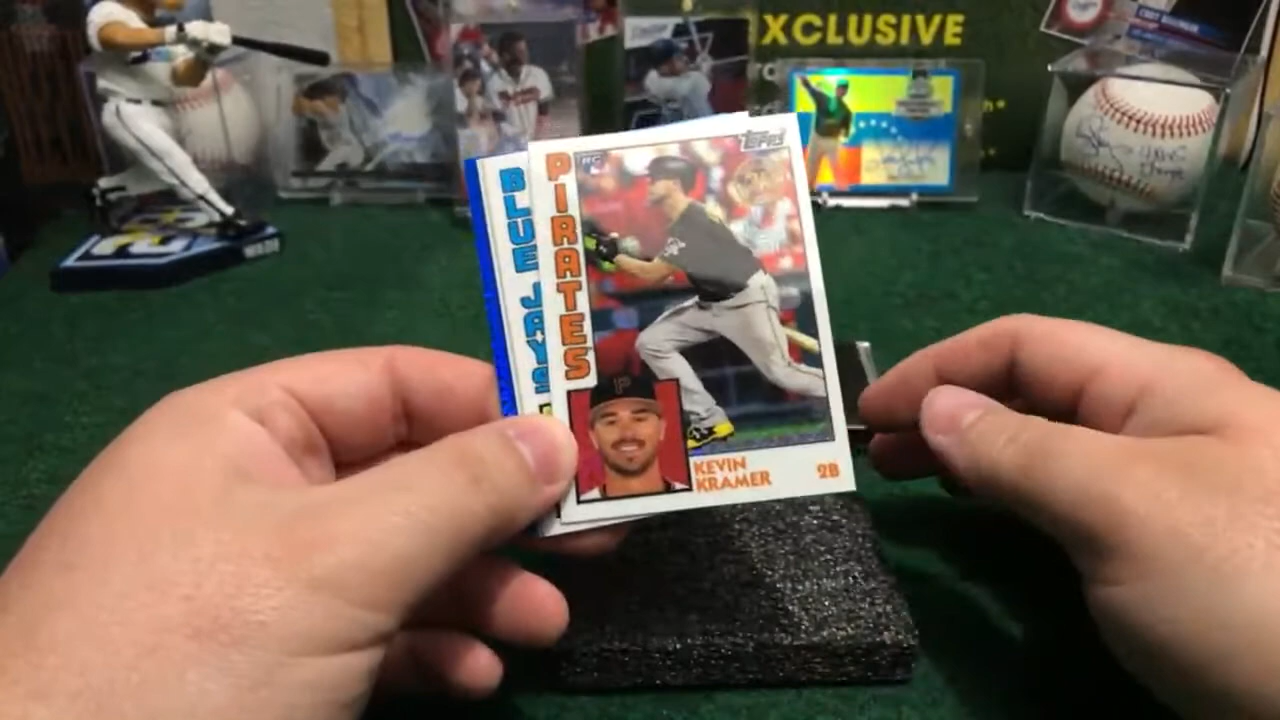 XCLUSIVE
Topps
RC
PIRATES
BLUE JAYS
KEVIN
KRAMER
2B
P